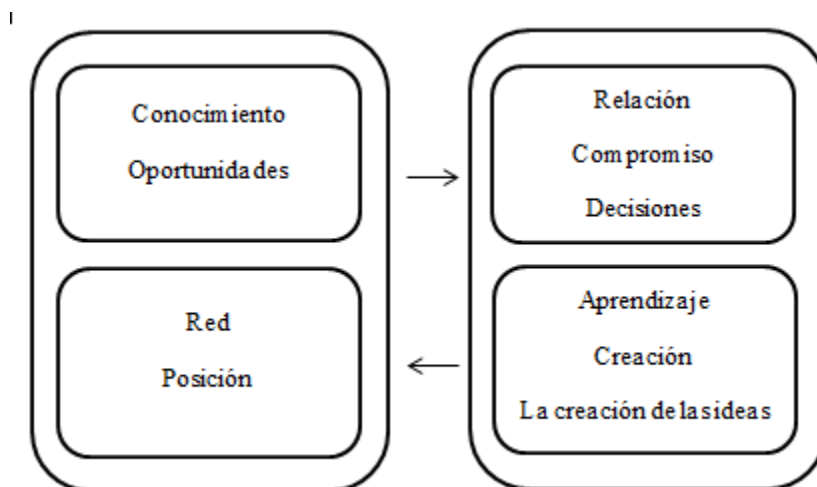 Conocimiento
Oportunidades
Red
Posición
Relación
Compromiso
Decisiones
Aprendizaje
Creación
La creación de las ideas